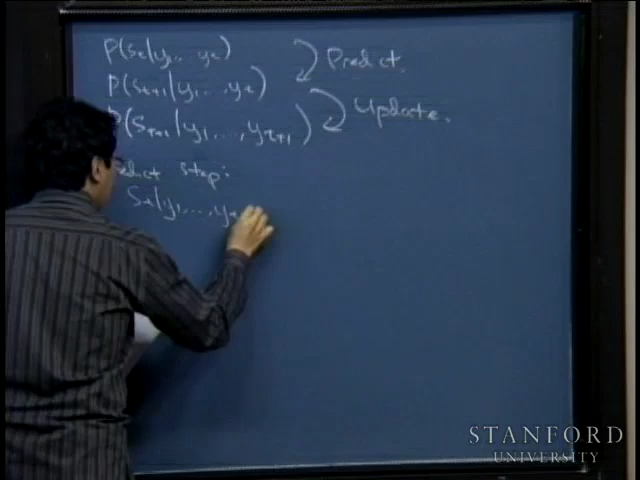 P(st|y1,.. yt)
P(st+1|y1,..,yt) Predict.
P(st+1|y1,...,yt+1) Update.
step:
St|y1,...,yt
STANFORD
UNIVERSITY